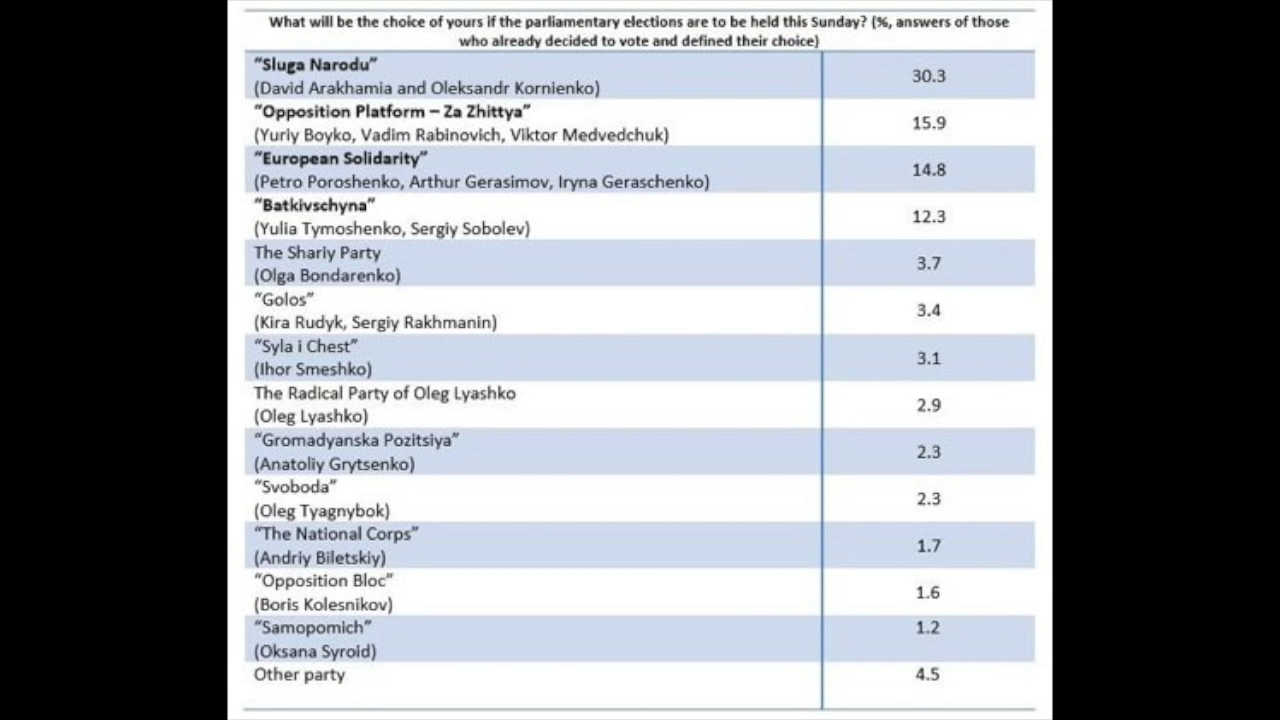 What will be the choice of yours if the parliamentary elections are to be held this Sunday? (%, answers of those
who already decided to vote and defined their choice)
“Sluga Narodu”
(David Arakhamia and Oleksandr Kornienko)
30.3
“Opposition Platform – Za Zhittya”
(Yuriy Boyko, Vadim Rabinovich, Viktor Medvedchuk)
15.9
“European Solidarity”
(Petro Poroshenko, Arthur Gerasimov, Iryna Geraschenko)
14.8
“Batkivschyna”
(Yulia Tymoshenko, Sergiy Sobolev)
12.3
The Shariy Party
(Olga Bondarenko)
3.7
“Golos”
(Kira Rudyk, Sergiy Rakhmanin)
3.4
“Syla i Chest”
(Ihor Smeshko)
3.1
The Radical Party of Oleg Lyashko
(Oleg Lyashko)
2.9
“Gromadyanska Pozitsiya”
(Anatoliy Grytsenko)
2.3
“Svoboda”
(Oleg Tyagnybok)
2.3
“The National Corps”
(Andriy Biletskiy)
1.7
“Opposition Bloc”
(Boris Kolesnikov)
1.6
“Samopomich”
(Oksana Syroid)
1.2
Other party
4.5